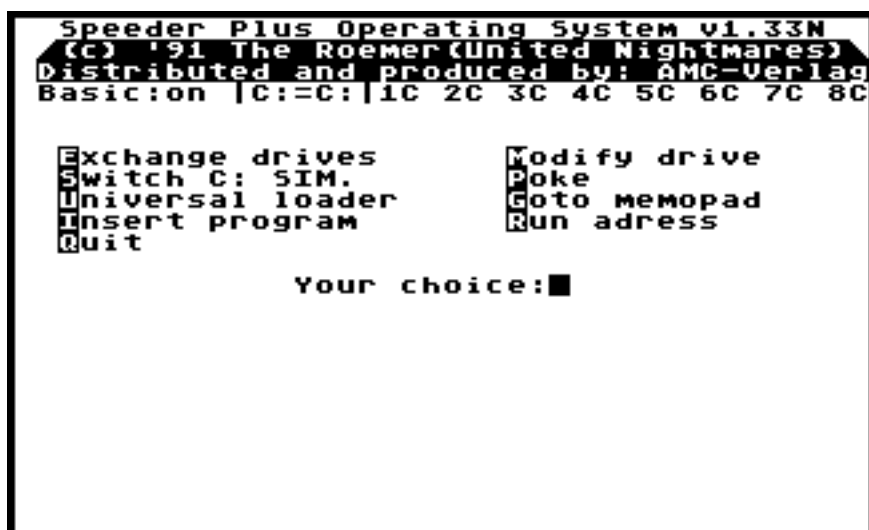 Speeder Plus Operating System v1.33N
(c) '91 The Roemer(United Nightmares)
Distributed and produced by: AMC-Verlag
Basic:on |C:=C:|1C 2C 3C 4C 5C 6C 7C 8C
Exchange drives Modify drive
Switch C: SIM. Poke
Universal loader Goto memopad
Insert program Run adress
Quit
Your choice: